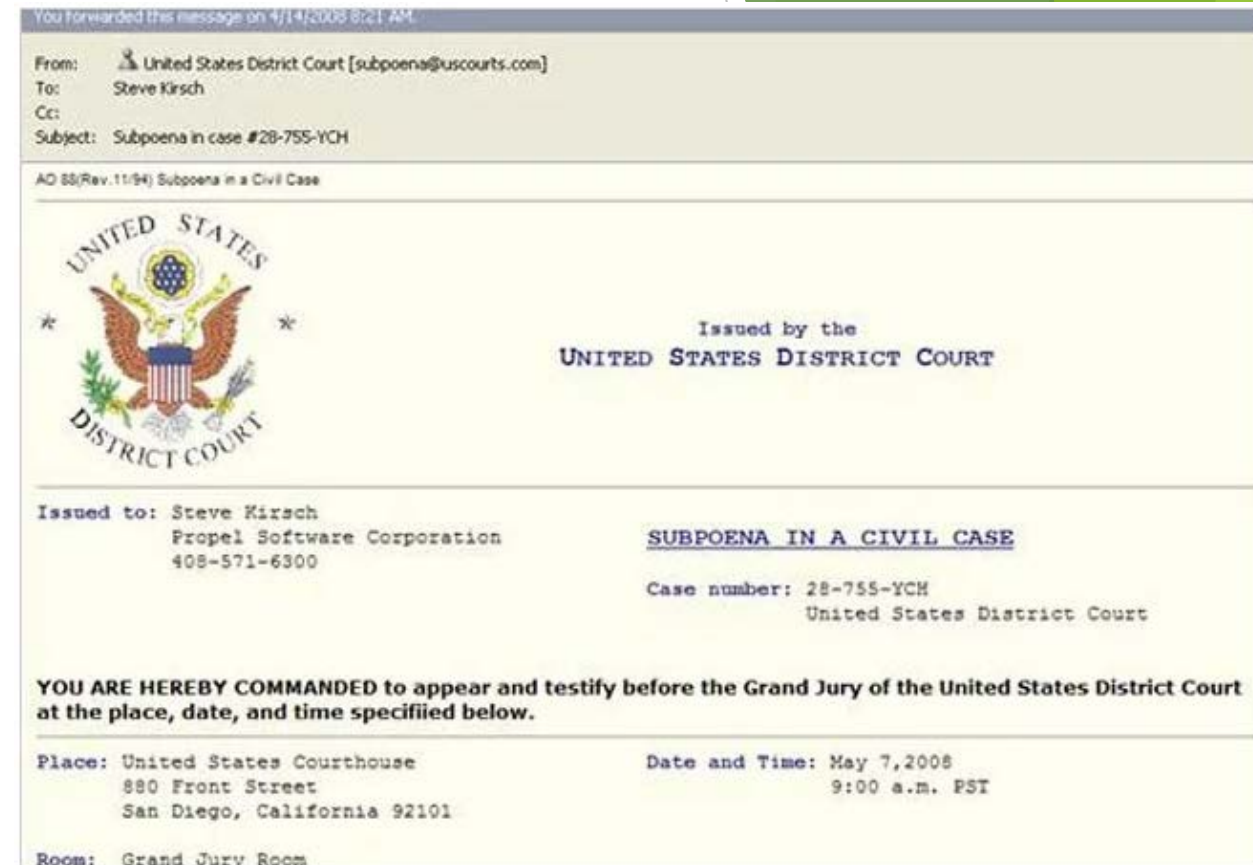 You forwarded this message on 4/14/2008 8:21 AM.
From: United States District Court [subpoena@uscourts.com]
To: Steve Kirsch
Cc:
Subject: Subpoena in case #28-755-YCH
AO 88(Rev.11/94) Subpoena in a Civil Case
UNITED STATES
DISTRICT COURT
Issued by the
UNITED STATES DISTRICT COURT
Issued to: Steve Kirsch
Propel Software Corporation
408-571-6300
SUBPOENA IN A CIVIL CASE
Case number: 28-755-YCH
United States District Court
YOU ARE HEREBY COMMANDED to appear and testify before the Grand Jury of the United States District Court
at the place, date, and time specifiied below.
Place: United States Courthouse
880 Front Street
San Diego, California 92101
Date and Time: May 7,2008
9:00 a.m. PST
Room: Grand Jury Room